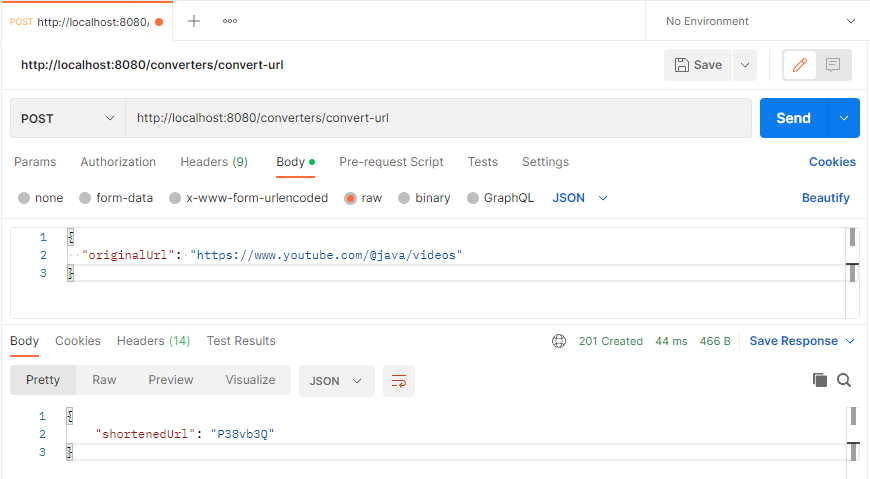 POST http://localhost:8080/ + ooo No Environment
http://localhost:8080/converters/convert-url Save
POST http://localhost:8080/converters/convert-url Send
Params Authorization Headers (9) Body Pre-request Script Tests Settings Cookies
none form-data x-www-form-urlencoded raw binary GraphQL JSON Beautify
1 {
2 "originalUrl": "https://www.youtube.com/@java/videos"
3 }
Body Cookies Headers (14) Test Results 201 Created 44 ms 466 B Save Response
Pretty Raw Preview Visualize JSON
1 {
2 "shortenedUrl": "P38vb3Q"
3 }